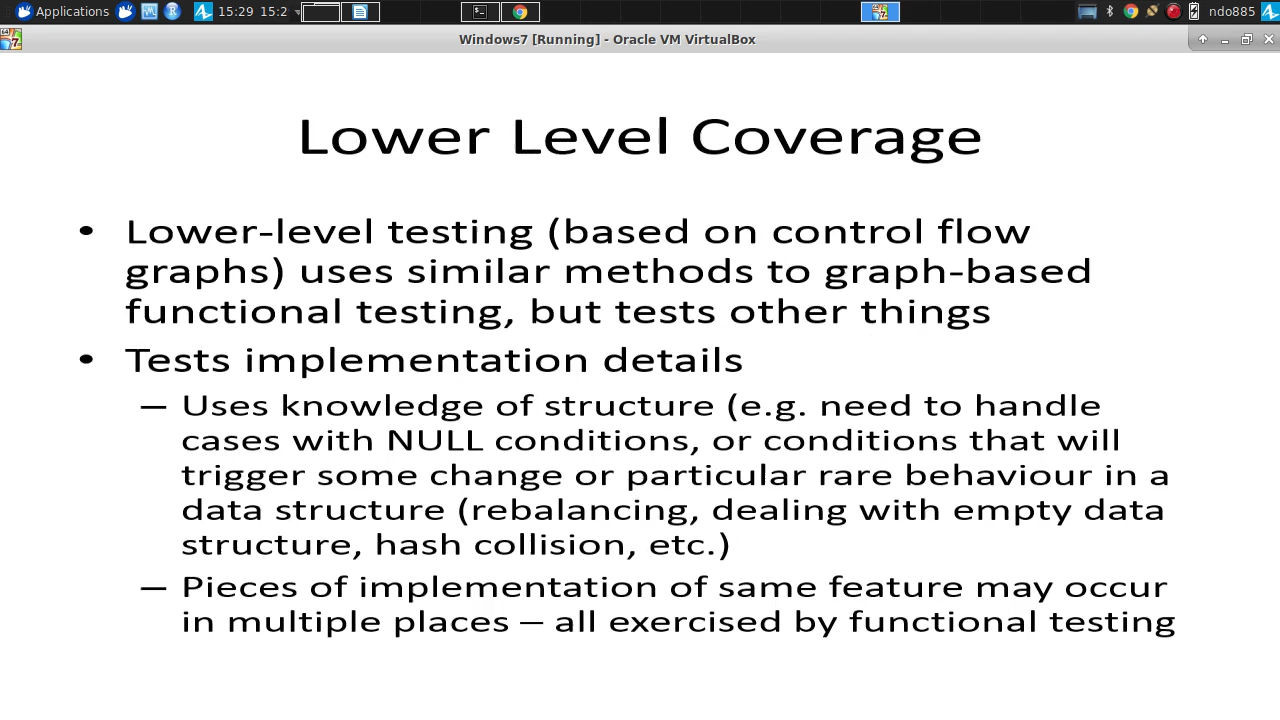 Applications 15:29 15:2 ndo885
Windows7 [Running] - Oracle VM VirtualBox
Lower Level Coverage
• Lower-level testing (based on control flow
graphs) uses similar methods to graph-based
functional testing, but tests other things
• Tests implementation details
– Uses knowledge of structure (e.g. need to handle
cases with NULL conditions, or conditions that will
trigger some change or particular rare behaviour in a
data structure (rebalancing, dealing with empty data
structure, hash collision, etc.)
– Pieces of implementation of same feature may occur
in multiple places – all exercised by functional testing